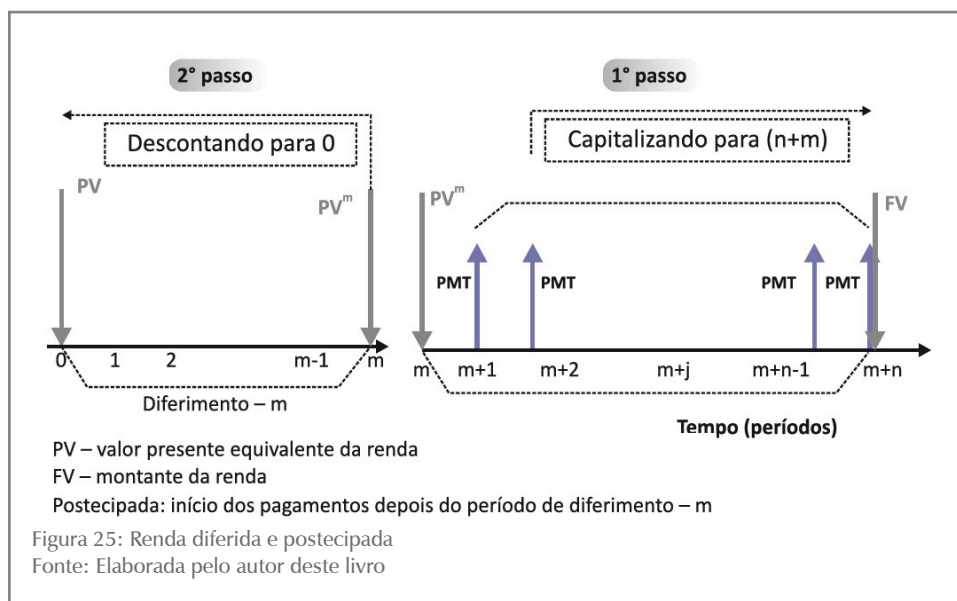 2° passo
1° passo
Descontando para 0
Capitalizando para (n+m)
PV
PV^m
PV^m
FV
PMT
PMT
PMT
PMT
0
1
2
m-1
m
m
m+1
m+2
m+j
m+n-1
m+n
Diferimento – m
Tempo (períodos)
PV – valor presente equivalente da renda
FV – montante da renda
Postecipada: início dos pagamentos depois do período de diferimento – m
Figura 25: Renda diferida e postecipada
Fonte: Elaborada pelo autor deste livro